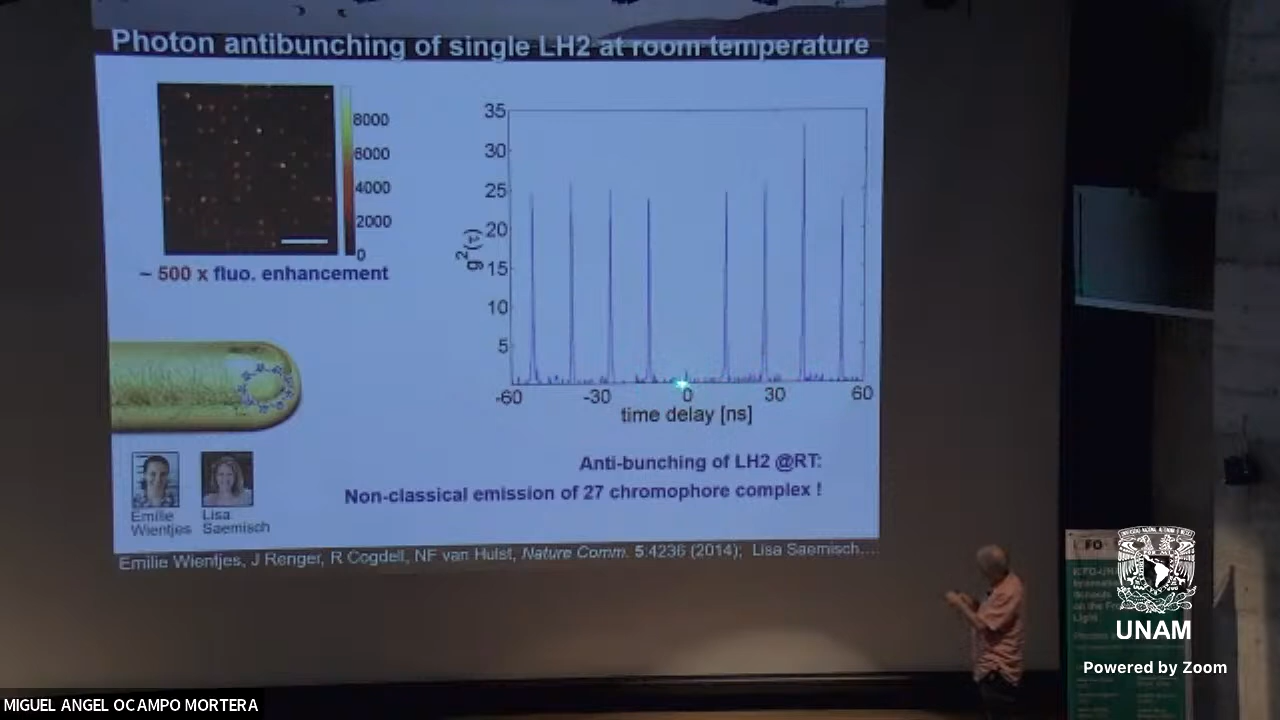 Photon antibunching of single LH2 at room temperature
8000
6000
4000
2000
0
~ 500 x fluo. enhancement
35
30
25
20
15
10
5
g²(τ)
-60
-30
0
30
60
time delay [ns]
Anti-bunching of LH2 @RT:
Non-classical emission of 27 chromophore complex !
Emilie
Wientjes
Lisa
Saemisch
Emilie Wientjes, J Renger, R Cogdell, NF van Hulst, Nature Comm. 5:4236 (2014); Lisa Saemisch....
UNAM
Powered by Zoom
MIGUEL ANGEL OCAMPO MORTERA